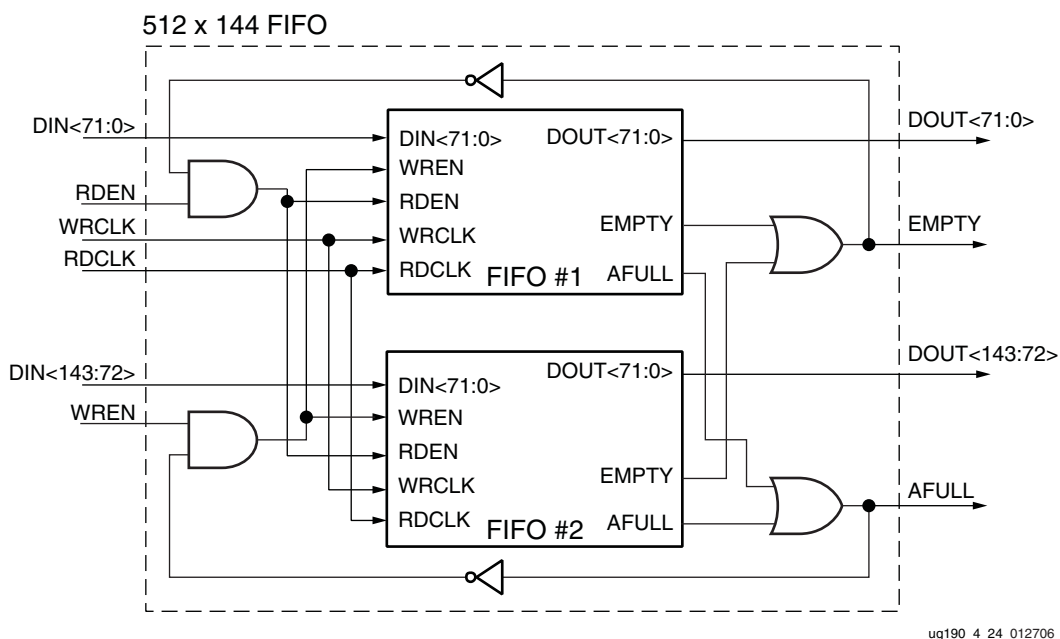 512 x 144 FIFO
DIN<71:0>
RDEN
WRCLK
RDCLK
DIN<143:72>
WREN
DIN<71:0>
WREN
RDEN
WRCLK
RDCLK
DOUT<71:0>
EMPTY
AFULL
FIFO #1
DIN<71:0>
WREN
RDEN
WRCLK
RDCLK
DOUT<71:0>
EMPTY
AFULL
FIFO #2
DOUT<71:0>
EMPTY
DOUT<143:72>
AFULL
ug190_4_24_012706